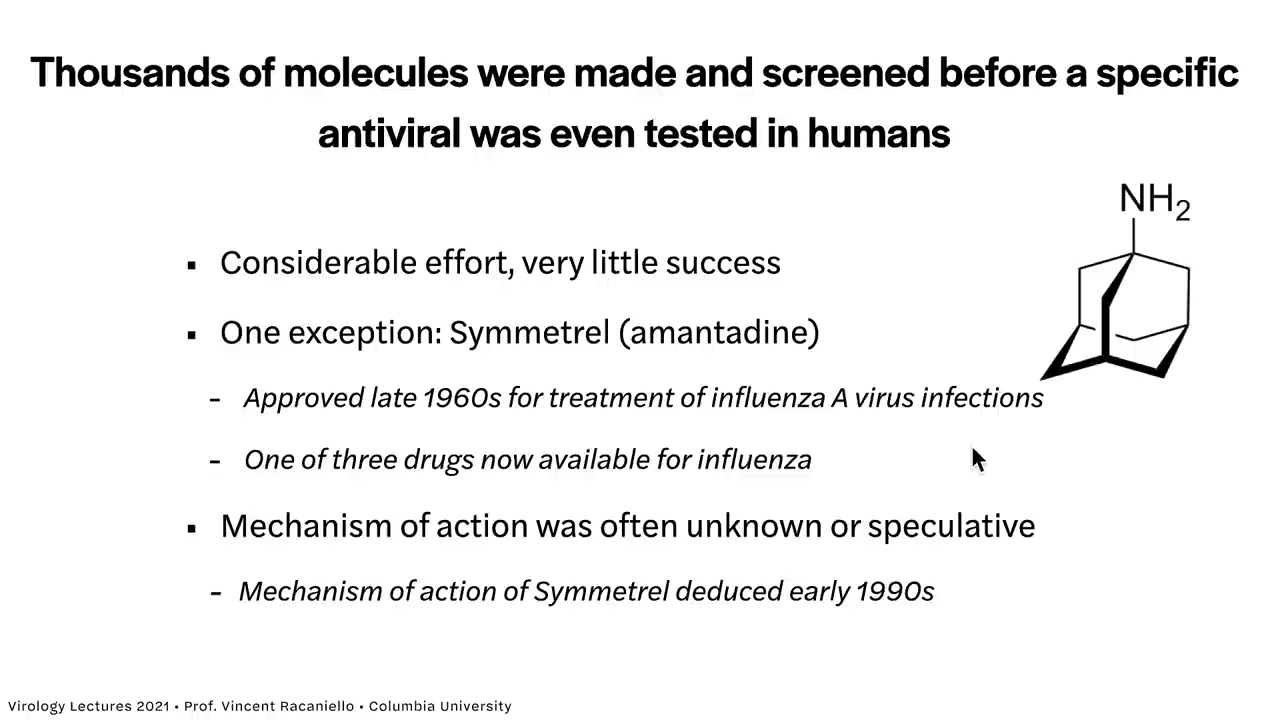 Thousands of molecules were made and screened before a specific
antiviral was even tested in humans
NH2
▪ Considerable effort, very little success
▪ One exception: Symmetrel (amantadine)
- Approved late 1960s for treatment of influenza A virus infections
- One of three drugs now available for influenza
▪ Mechanism of action was often unknown or speculative
- Mechanism of action of Symmetrel deduced early 1990s
Virology Lectures 2021 • Prof. Vincent Racaniello • Columbia University